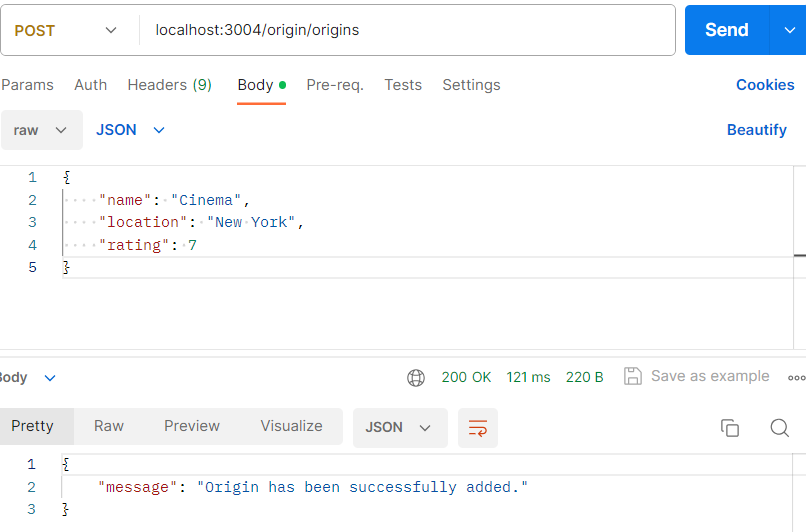 POST localhost:3004/origin/origins Send
Params Auth Headers (9) Body Pre-req. Tests Settings Cookies
raw JSON Beautify
1 {
2 "name": "Cinema",
3 "location": "New York",
4 "rating": 7
5 }
Body 200 OK 121 ms 220 B Save as example
Pretty Raw Preview Visualize JSON
1 {
2 "message": "Origin has been successfully added."
3 }